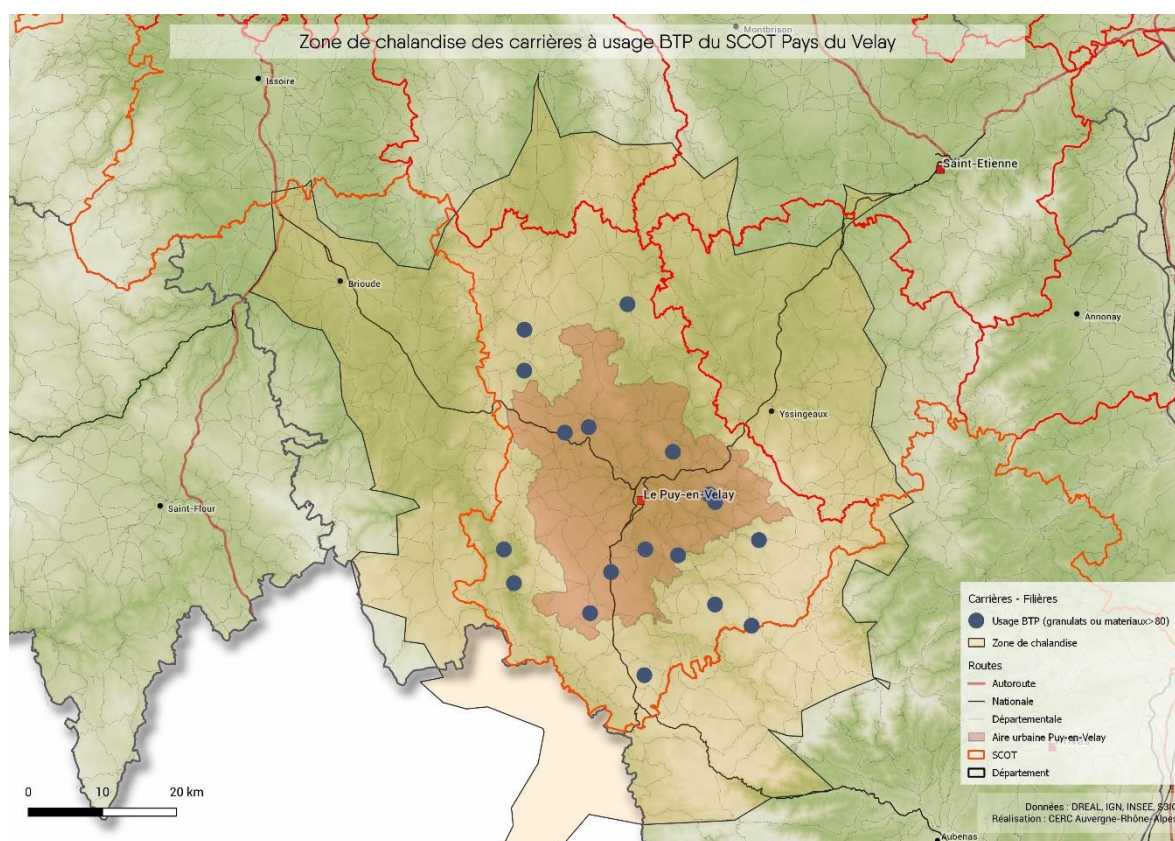 Montbrison
Zone de chalandise des carrières à usage BTP du SCOT Pays du Velay
Issoire
Saint-Etienne
Brioude
Annonay
Yssingeaux
Le Puy-en-Velay
Saint-Flour
Carrières - Filières
Usage BTP (granulats ou materiaux>80)
Zone de chalandise
Routes
Autoroute
Nationale
Départementale
Aire urbaine Puy-en-Velay
SCOT
Département
0 10 20 km
Données : DREAL, IGN, INSEE, S3IC
Réalisation : CERC Auvergne-Rhône-Alpes
Aubenas